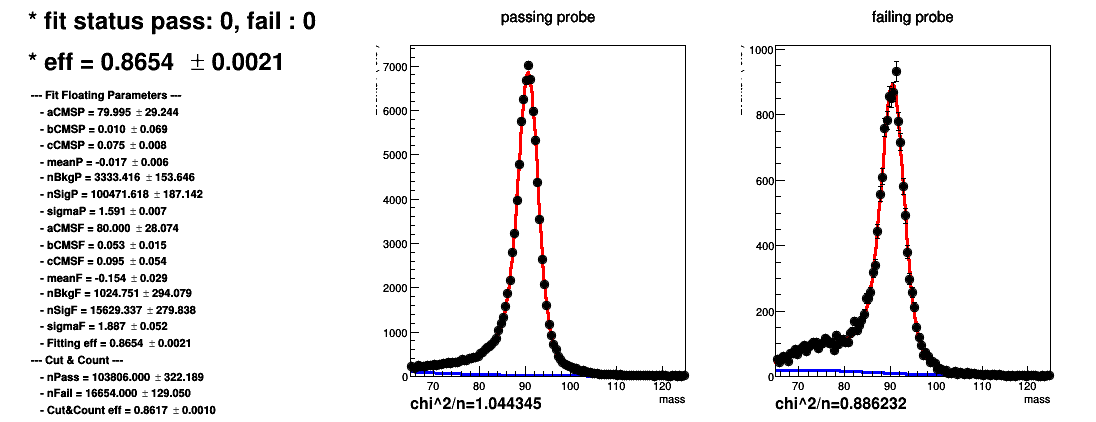 * fit status pass: 0, fail : 0
* eff = 0.8654 ± 0.0021
--- Fit Floating Parameters ---
- aCMSP = 79.995 ± 29.244
- bCMSP = 0.010 ± 0.069
- cCMSP = 0.075 ± 0.008
- meanP = -0.017 ± 0.006
- nBkgP = 3333.416 ± 153.646
- nSigP = 100471.618 ± 187.142
- sigmaP = 1.591 ± 0.007
- aCMSF = 80.000 ± 28.074
- bCMSF = 0.053 ± 0.015
- cCMSF = 0.095 ± 0.054
- meanF = -0.154 ± 0.029
- nBkgF = 1024.751 ± 294.079
- nSigF = 15629.337 ± 279.838
- sigmaF = 1.887 ± 0.052
- Fitting eff = 0.8654 ± 0.0021
--- Cut & Count ---
- nPass = 103806.000 ± 322.189
- nFail = 16654.000 ± 129.050
- Cut&Count eff = 0.8617 ± 0.0010
passing probe
7000
6000
5000
4000
3000
2000
1000
0
70 80 90 100 110 120
mass
chi^2/n=1.044345
failing probe
1000
800
600
400
200
0
70 80 90 100 110 120
mass
chi^2/n=0.886232